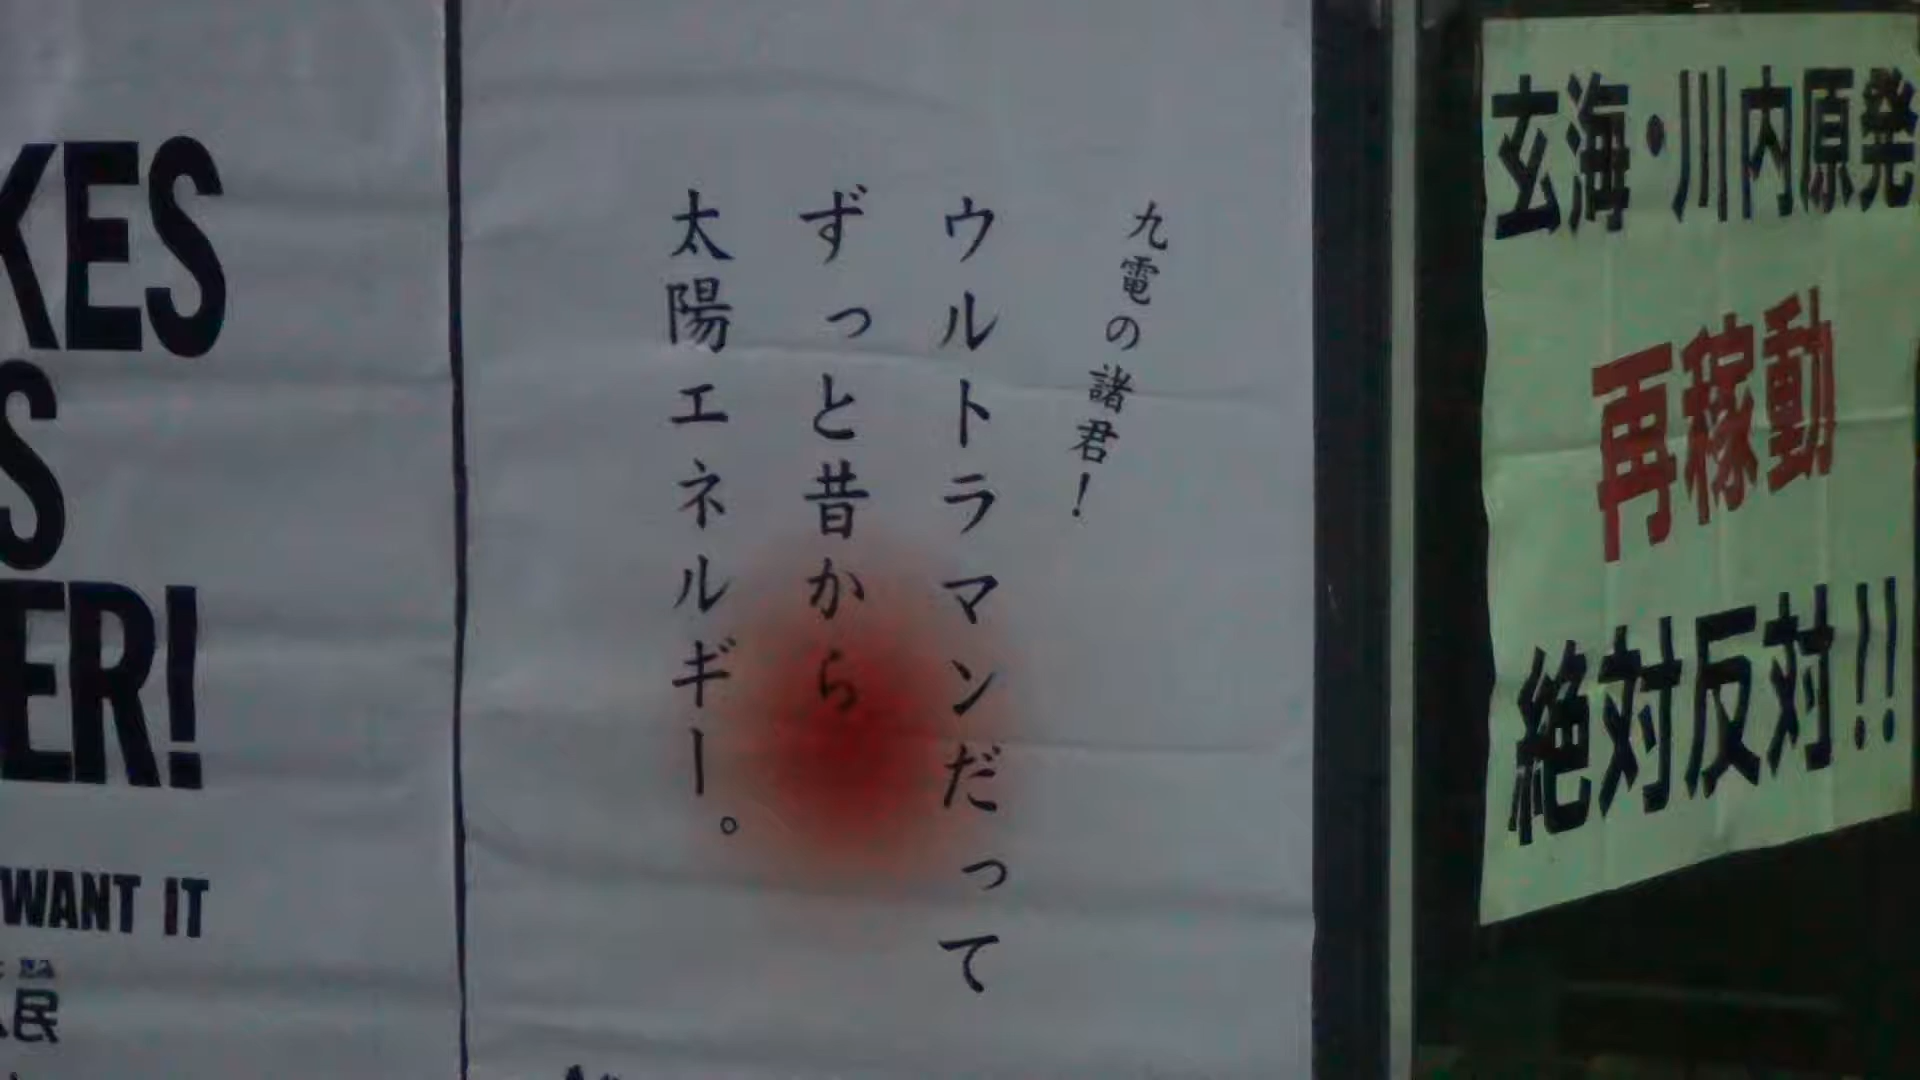 KES
S
ER!
WANT IT
民
九電の諸君!
ウルトラマンだって
ずっと昔から
太陽エネルギー。
玄海・川内原発
再稼動
絶対反対!!